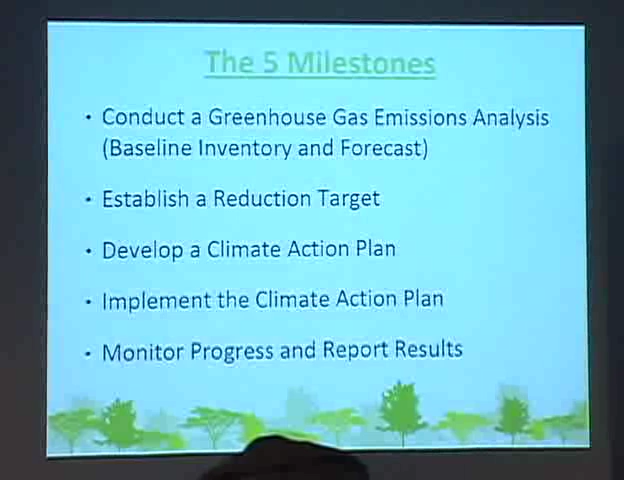 The 5 Milestones
• Conduct a Greenhouse Gas Emissions Analysis
(Baseline Inventory and Forecast)
• Establish a Reduction Target
• Develop a Climate Action Plan
• Implement the Climate Action Plan
• Monitor Progress and Report Results